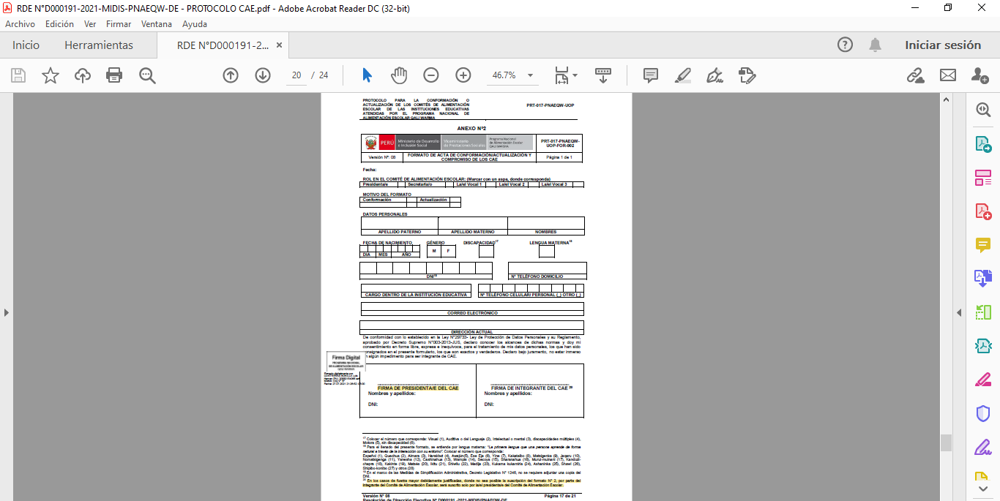 RDE N°D000191-2021-MIDIS-PNAEQW-DE - PROTOCOLO CAE.pdf - Adobe Acrobat Reader DC (32-bit)
Archivo Edición Ver Firmar Ventana Ayuda
Inicio Herramientas RDE N°D000191-2... × Iniciar sesión
20 / 24 46.7%
PROTOCOLO PARA LA CONFORMACIÓN O
ACTUALIZACIÓN DE LOS COMITÉS DE ALIMENTACIÓN
ESCOLAR DE LAS INSTITUCIONES EDUCATIVAS
ATENDIDAS POR EL PROGRAMA NACIONAL DE
ALIMENTACIÓN ESCOLAR QALI WARMA
PRT-017-PNAEQW-UOP
ANEXO Nº2
PERÚ
Ministerio de Desarrollo
e Inclusión Social
Viceministerio
de Prestaciones Sociales
Programa Nacional
de Alimentación Escolar
QALI WARMA
PRT-017-PNAEQW-
UOP-FOR-002
Versión Nº: 08
FORMATO DE ACTA DE CONFORMACIÓN/ACTUALIZACIÓN Y
COMPROMISO DE LOS CAE
Página 1 de 1
Fecha:
ROL EN EL COMITÉ DE ALIMENTACIÓN ESCOLAR: (Marcar con un aspa, donde corresponda)
Presidenta/e Secretaria/o La/el Vocal 1 La/el Vocal 2 La/el Vocal 3
MOTIVO DEL FORMATO
Conformación Actualización
DATOS PERSONALES
APELLIDO PATERNO APELLIDO MATERNO NOMBRES
FECHA DE NACIMIENTO GÉNERO DISCAPACIDAD17 LENGUA MATERNA18
M F
DIA MES AÑO
DNI19 Nº TELÉFONO DOMICILIO
CARGO DENTRO DE LA INSTITUCIÓN EDUCATIVA Nº TELÉFONO CELULAR/ PERSONAL (_) OTRO (_)
CORREO ELECTRÓNICO
DIRECCIÓN ACTUAL
De conformidad con lo establecido en la Ley N°29733- Ley de Protección de Datos Personales y su Reglamento,
aprobado por Decreto Supremo N°003-2013-JUS, declaro conocer los alcances de dichas normas y doy mi
consentimiento en forma libre, expresa e inequívoca, para el tratamiento de mis datos personales, los que han sido
onsignados en el presente formulario, los que son exactos y verdaderos. Declaro bajo juramento, no estar inmerso
n algún impedimento para ser integrante de CAE.
Firma Digital
PROGRAMA NACIONAL
DE ALIMENTACIÓN ESCOLAR
QALI WARMA
FIRMA DE PRESIDENTA/E DEL CAE FIRMA DE INTEGRANTE DEL CAE 20
Nombres y apellidos: Nombres y apellidos:
DNI: DNI:
17 Colocar el número que corresponda: Visual (1), Auditiva o del Lenguaje (2), Intelectual o mental (3), discapacidades múltiples (4),
Motora (5), sin discapacidad (6).
18 Para el llenado del presente formato, se entiende por lengua materna: "La primera lengua que una persona aprende de forma
natural a través de la interacción con su entorno". Colocar el número que corresponda:
Español (1), Quechua (2), Aimara (3), Harakbut (4), Awajún(5), Ese Eja (6), Yine (7), Kakataibo (8), Matsigenka (9), Jaqaru (10),
Nomatsigenga (11), Yanesha (12), Cashinahua (13), Wampis (14), Secoya (15), Sharanahua (16), Murui-muinani (17), Kandozi-
chapra (18), Kakinte (19), Matsés (20), Ikitu (21), Shiwilu (22), Madija (23), Kukama kukamiria (24), Ashaninka (25), Shawi (26),
Shipibo-konibo (27) y otros (28)
19 En el marco de las Medidas de Simplificación Administrativa, Decreto Legislativo N° 1246, no se requiere adjuntar una copia del
DNI.
20 En los casos de fuerza mayor debidamente justificadas, donde no sea posible la suscripción del formato N° 2, por parte del
integrante del Comité de Alimentación Escolar, será suscrito solo por la/el presidenta/e del Comité de Alimentación Escolar.
Versión Nº 08 Página 17 de 21
Resolución de Dirección Ejecutiva N° D000191 -2021-MIDIS/PNAEQW-DE